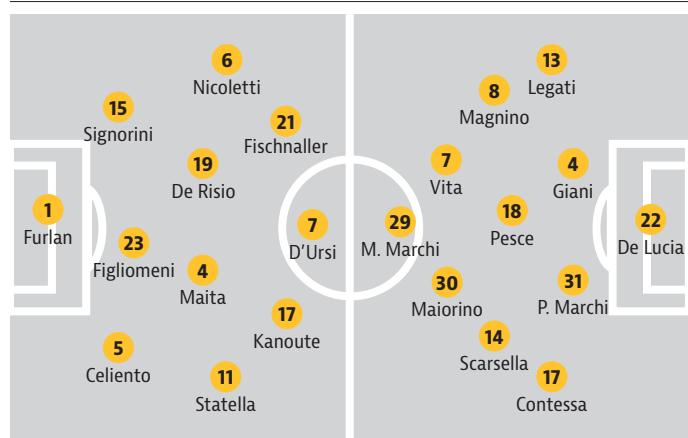 1
Furlan
15
Signorini
23
Figliomeni
5
Celiento
6
Nicoletti
19
De Risio
4
Maita
11
Statella
21
Fischnaller
7
D'Ursi
17
Kanoute
29
M. Marchi
7
Vita
30
Maiorino
8
Magnino
18
Pesce
14
Scarsella
13
Legati
4
Giani
31
P. Marchi
17
Contessa
22
De Lucia